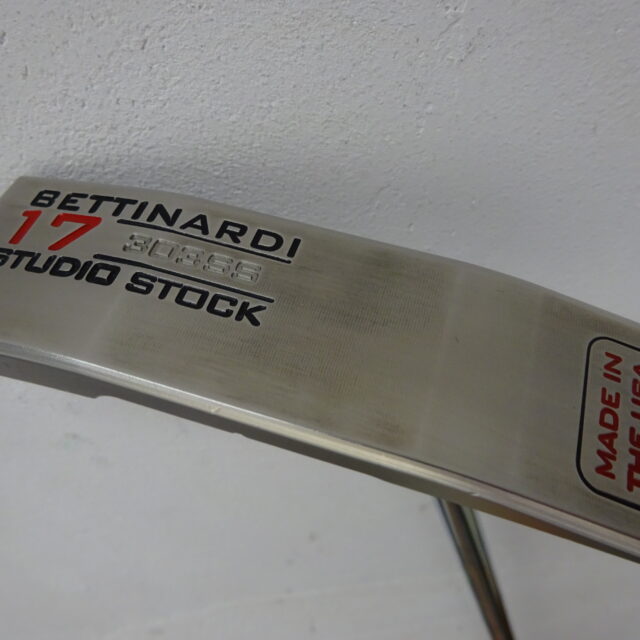 BETTINARDI
17 303SS
STUDIO STOCK
MADE IN
THE USA